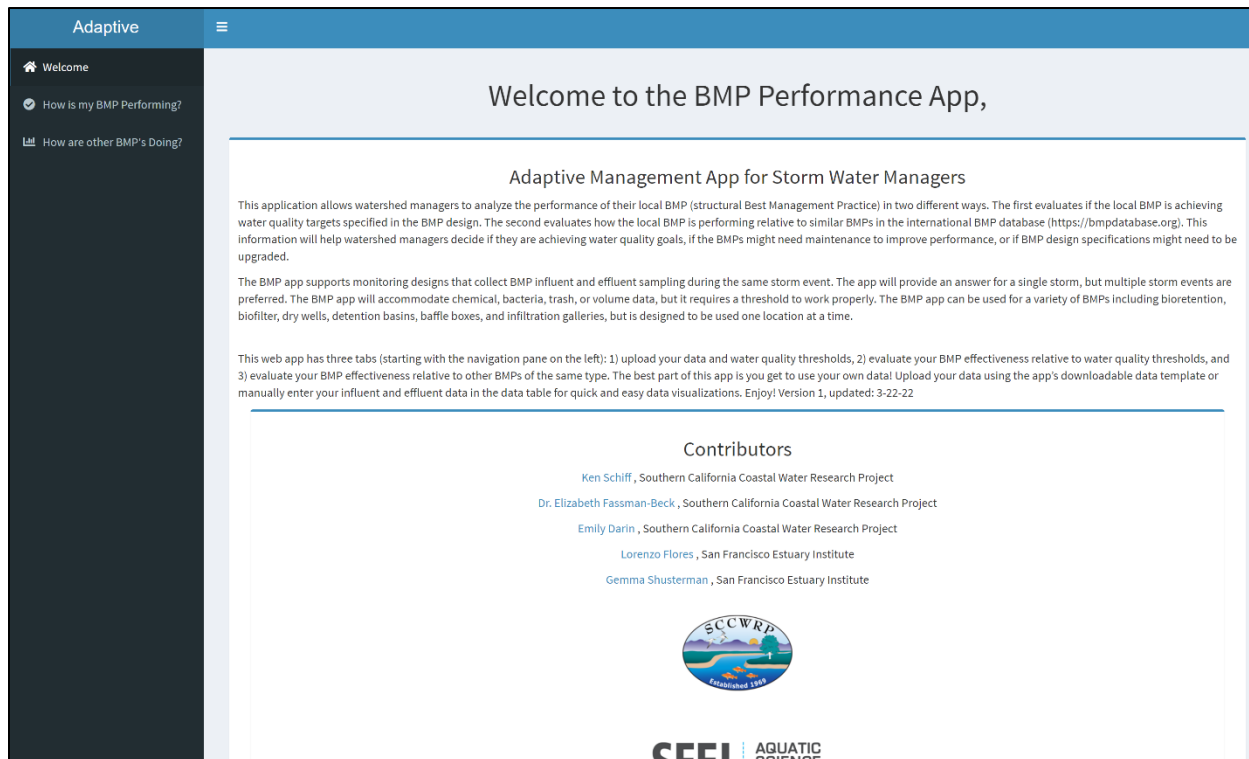 Adaptive
Welcome
How is my BMP Performing?
How are other BMP's Doing?
Welcome to the BMP Performance App,
Adaptive Management App for Storm Water Managers
This application allows watershed managers to analyze the performance of their local BMP (structural Best Management Practice) in two different ways. The first evaluates if the local BMP is achieving
water quality targets specified in the BMP design. The second evaluates how the local BMP is performing relative to similar BMPs in the international BMP database (https://bmpdatabase.org). This
information will help watershed managers decide if they are achieving water quality goals, if the BMPs might need maintenance to improve performance, or if BMP design specifications might need to be
upgraded.
The BMP app supports monitoring designs that collect BMP influent and effluent sampling during the same storm event. The app will provide an answer for a single storm, but multiple storm events are
preferred. The BMP app will accommodate chemical, bacteria, trash, or volume data, but it requires a threshold to work properly. The BMP app can be used for a variety of BMPs including bioretention,
biofilter, dry wells, detention basins, baffle boxes, and infiltration galleries, but is designed to be used one location at a time.
This web app has three tabs (starting with the navigation pane on the left): 1) upload your data and water quality thresholds, 2) evaluate your BMP effectiveness relative to water quality thresholds, and
3) evaluate your BMP effectiveness relative to other BMPs of the same type. The best part of this app is you get to use your own data! Upload your data using the app's downloadable data template or
manually enter your influent and effluent data in the data table for quick and easy data visualizations. Enjoy! Version 1, updated: 3-22-22
Contributors
Ken Schiff , Southern California Coastal Water Research Project
Dr. Elizabeth Fassman-Beck , Southern California Coastal Water Research Project
Emily Darin , Southern California Coastal Water Research Project
Lorenzo Flores , San Francisco Estuary Institute
Gemma Shusterman , San Francisco Estuary Institute
SCCWRP
Established 1969
SFEI AQUATIC
SCIENCE